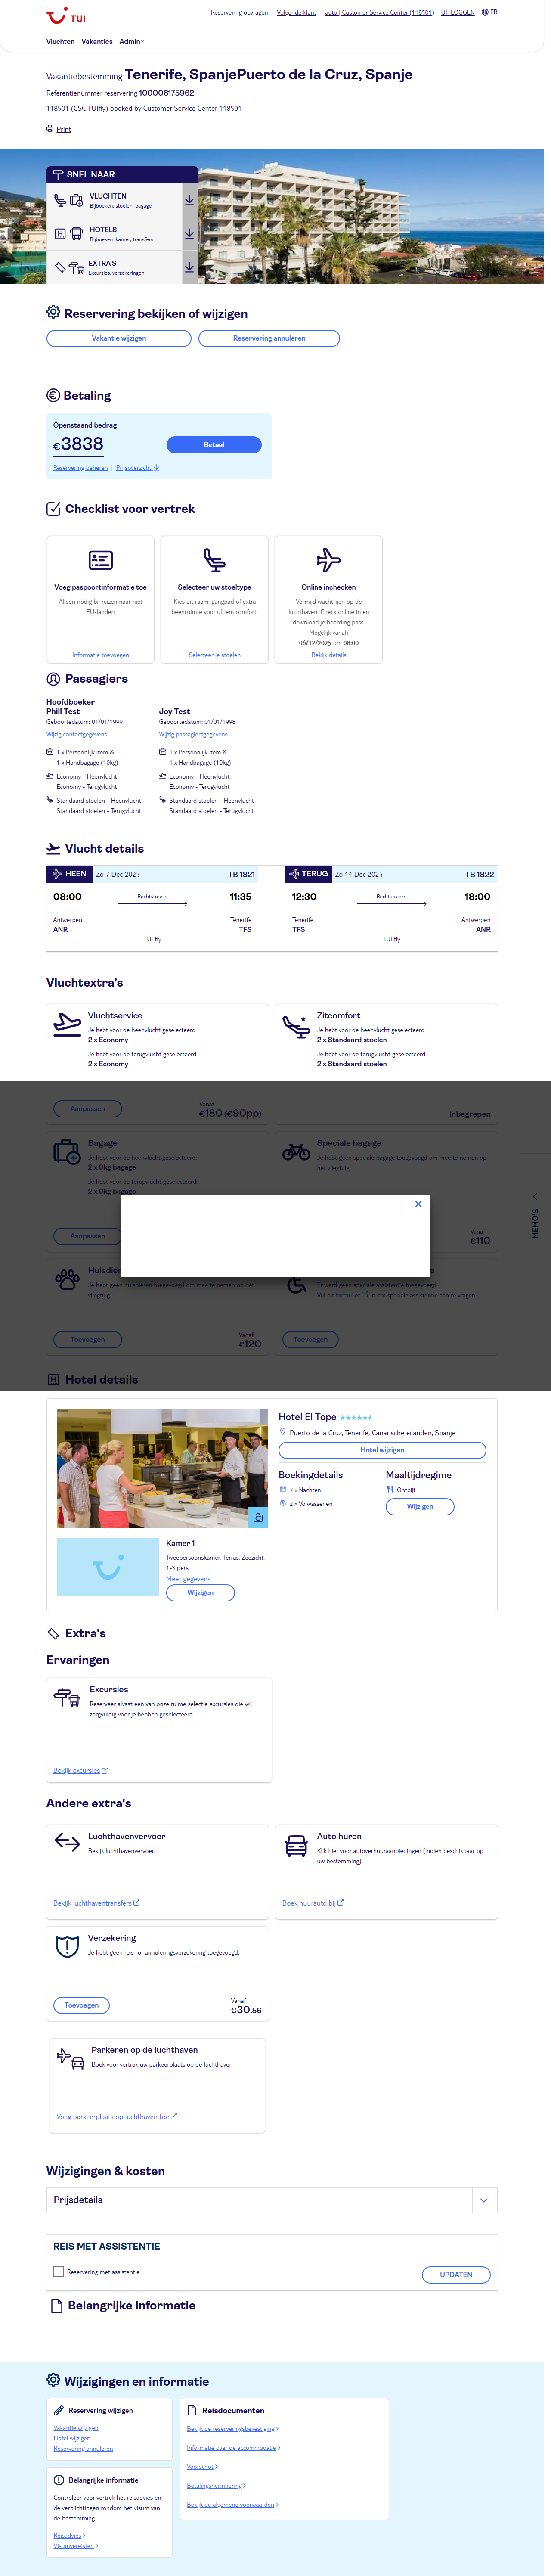 TUI
Reservering opvragen Volgende klant auto | Customer Service Center (118501) UITLOGGEN FR
Vluchten Vakanties Admin
Vakantiebestemming Tenerife, SpanjePuerto de la Cruz, Spanje
Referentienummer reservering 100006175962
118501 (CSC TUIfly) booked by Customer Service Center 118501
Print
SNEL NAAR
VLUCHTEN
Bijboeken: stoelen, bagage
HOTELS
Bijboeken: kamer, transfers
EXTRA'S
Excursies, verzekeringen
Reservering bekijken of wijzigen
Vakantie wijzigen Reservering annuleren
Betaling
Openstaand bedrag
€3838
Betaal
Reservering beheren | Prijsoverzicht
Checklist voor vertrek
Voeg paspoortinformatie toe
Alleen nodig bij reizen naar niet
EU-landen.
Informatie toevoegen
Selecteer uw stoeltype
Kies uit raam, gangpad of extra
beenruimte voor ultiem comfort.
Selecteer je stoelen
Online inchecken
Vermijd wachtrijen op de
luchthaven. Check online in en
download je boarding pass.
Mogelijk vanaf:
06/12/2025 om 08:00
Bekijk details
Passagiers
Hoofdboeker
Phill Test
Geboortedatum: 01/01/1999
Wijzig contactgegevens
1 x Persoonlijk item &
1 x Handbagage (10kg)
Economy - Heenvlucht
Economy - Terugvlucht
Standaard stoelen - Heenvlucht
Standaard stoelen - Terugvlucht
Joy Test
Geboortedatum: 01/01/1998
Wijzig passagiersgegevens
1 x Persoonlijk item &
1 x Handbagage (10kg)
Economy - Heenvlucht
Economy - Terugvlucht
Standaard stoelen - Heenvlucht
Standaard stoelen - Terugvlucht
Vlucht details
HEEN Zo 7 Dec 2025 TB 1821
08:00 Rechtstreeks 11:35
Antwerpen Tenerife
ANR TFS
TUI fly
TERUG Zo 14 Dec 2025 TB 1822
12:30 Rechtstreeks 18:00
Tenerife Antwerpen
TFS ANR
TUI fly
Vluchtextra's
Vluchtservice
Je hebt voor de heenvlucht geselecteerd:
2 x Economy
Je hebt voor de terugvlucht geselecteerd:
2 x Economy
Aanpassen
Vanaf
€180 (€90pp)
Zitcomfort
Je hebt voor de heenvlucht geselecteerd:
2 x Standaard stoelen
Je hebt voor de terugvlucht geselecteerd:
2 x Standaard stoelen
Inbegrepen
Bagage
Je hebt voor de heenvlucht geselecteerd:
2 x 0kg bagage
Je hebt voor de terugvlucht geselecteerd:
2 x 0kg bagage
Aanpassen
Speciale bagage
Je hebt geen speciale bagage toegevoegd om mee te nemen op
het vliegtuig.
Vanaf
€110
MEMO'S
Je hebt geen huisdieren toegevoegd om mee te nemen op het
vliegtuig.
Toevoegen
Vanaf
€120
Er werd geen speciale assistentie toegevoegd.
Vul dit formulier in om speciale assistentie aan te vragen.
Toevoegen
Hotel details
Hotel El Tope
Puerto de la Cruz, Tenerife, Canarische eilanden, Spanje
Hotel wijzigen
Boekingdetails
7 x Nachten
2 x Volwassenen
Maaltijdregime
Ontbijt
Wijzigen
Kamer 1
Tweepersoonskamer, Terras, Zeezicht,
1-3 pers.
Meer gegevens
Wijzigen
Extra's
Ervaringen
Excursies
Reserveer alvast een van onze ruime selectie excursies die wij
zorgvuldig voor je hebben geselecteerd.
Bekijk excursies
Andere extra's
Luchthavenvervoer
Bekijk luchthavenvervoer.
Bekijk luchthaventransfers
Auto huren
Klik hier voor autoverhuuraanbiedingen (indien beschikbaar op
uw bestemming)
Boek huurauto bij
Verzekering
Je hebt geen reis- of annuleringsverzekering toegevoegd.
Toevoegen
Vanaf
€30.56
Parkeren op de luchthaven
Boek voor vertrek uw parkeerplaats op de luchthaven
Voeg parkeerplaats op luchthaven toe
Wijzigingen & kosten
Prijsdetails
REIS MET ASSISTENTIE
Reservering met assistentie
UPDATEN
Belangrijke informatie
Wijzigingen en informatie
Reservering wijzigen
Vakantie wijzigen
Hotel wijzigen
Reservering annuleren
Belangrijke informatie
Controleer voor vertrek het reisadvies en
de verplichtingen rondom het visum van
de bestemming
Reisadvies
Visumvereisten
Reisdocumenten
Bekijk de reserveringsbevestiging
Informatie over de accommodatie
Voorschot
Betalingsherinnering
Bekijk de algemene voorwaarden